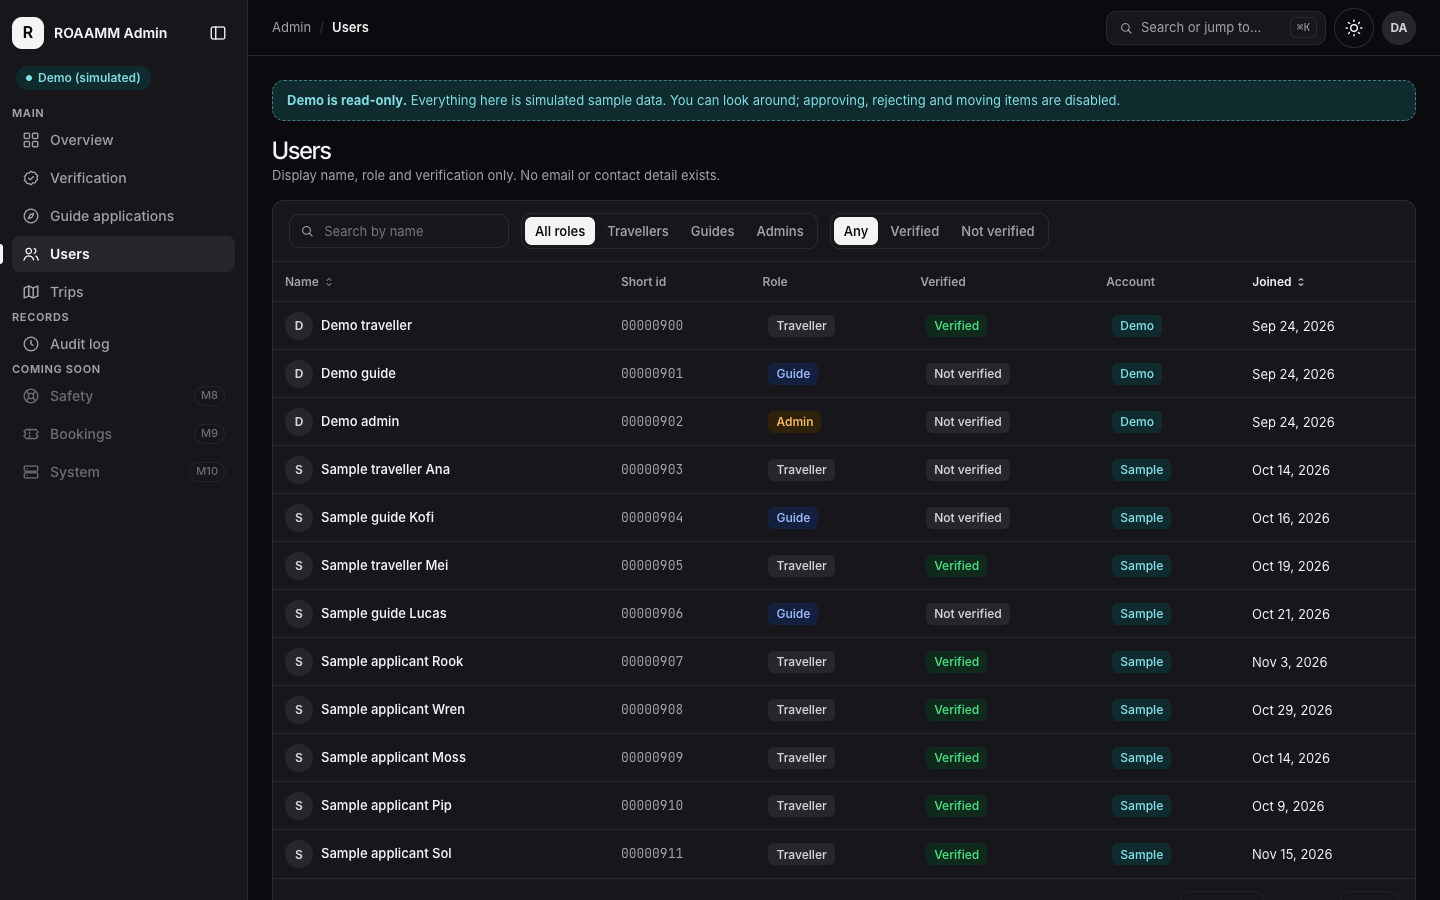 R ROAAMM Admin
Demo (simulated)
MAIN
Overview
Verification
Guide applications
Users
Trips
RECORDS
Audit log
COMING SOON
Safety M8
Bookings M9
System M10
Admin / Users
Search or jump to... ⌘K
DA
Demo is read-only. Everything here is simulated sample data. You can look around; approving, rejecting and moving items are disabled.
Users
Display name, role and verification only. No email or contact detail exists.
Search by name All roles Travellers Guides Admins Any Verified Not verified
Name Short id Role Verified Account Joined
D Demo traveller 00000900 Traveller Verified Demo Sep 24, 2026
D Demo guide 00000901 Guide Not verified Demo Sep 24, 2026
D Demo admin 00000902 Admin Not verified Demo Sep 24, 2026
S Sample traveller Ana 00000903 Traveller Not verified Sample Oct 14, 2026
S Sample guide Kofi 00000904 Guide Not verified Sample Oct 16, 2026
S Sample traveller Mei 00000905 Traveller Verified Sample Oct 19, 2026
S Sample guide Lucas 00000906 Guide Not verified Sample Oct 21, 2026
S Sample applicant Rook 00000907 Traveller Verified Sample Nov 3, 2026
S Sample applicant Wren 00000908 Traveller Verified Sample Oct 29, 2026
S Sample applicant Moss 00000909 Traveller Verified Sample Oct 14, 2026
S Sample applicant Pip 00000910 Traveller Verified Sample Oct 9, 2026
S Sample applicant Sol 00000911 Traveller Verified Sample Nov 15, 2026